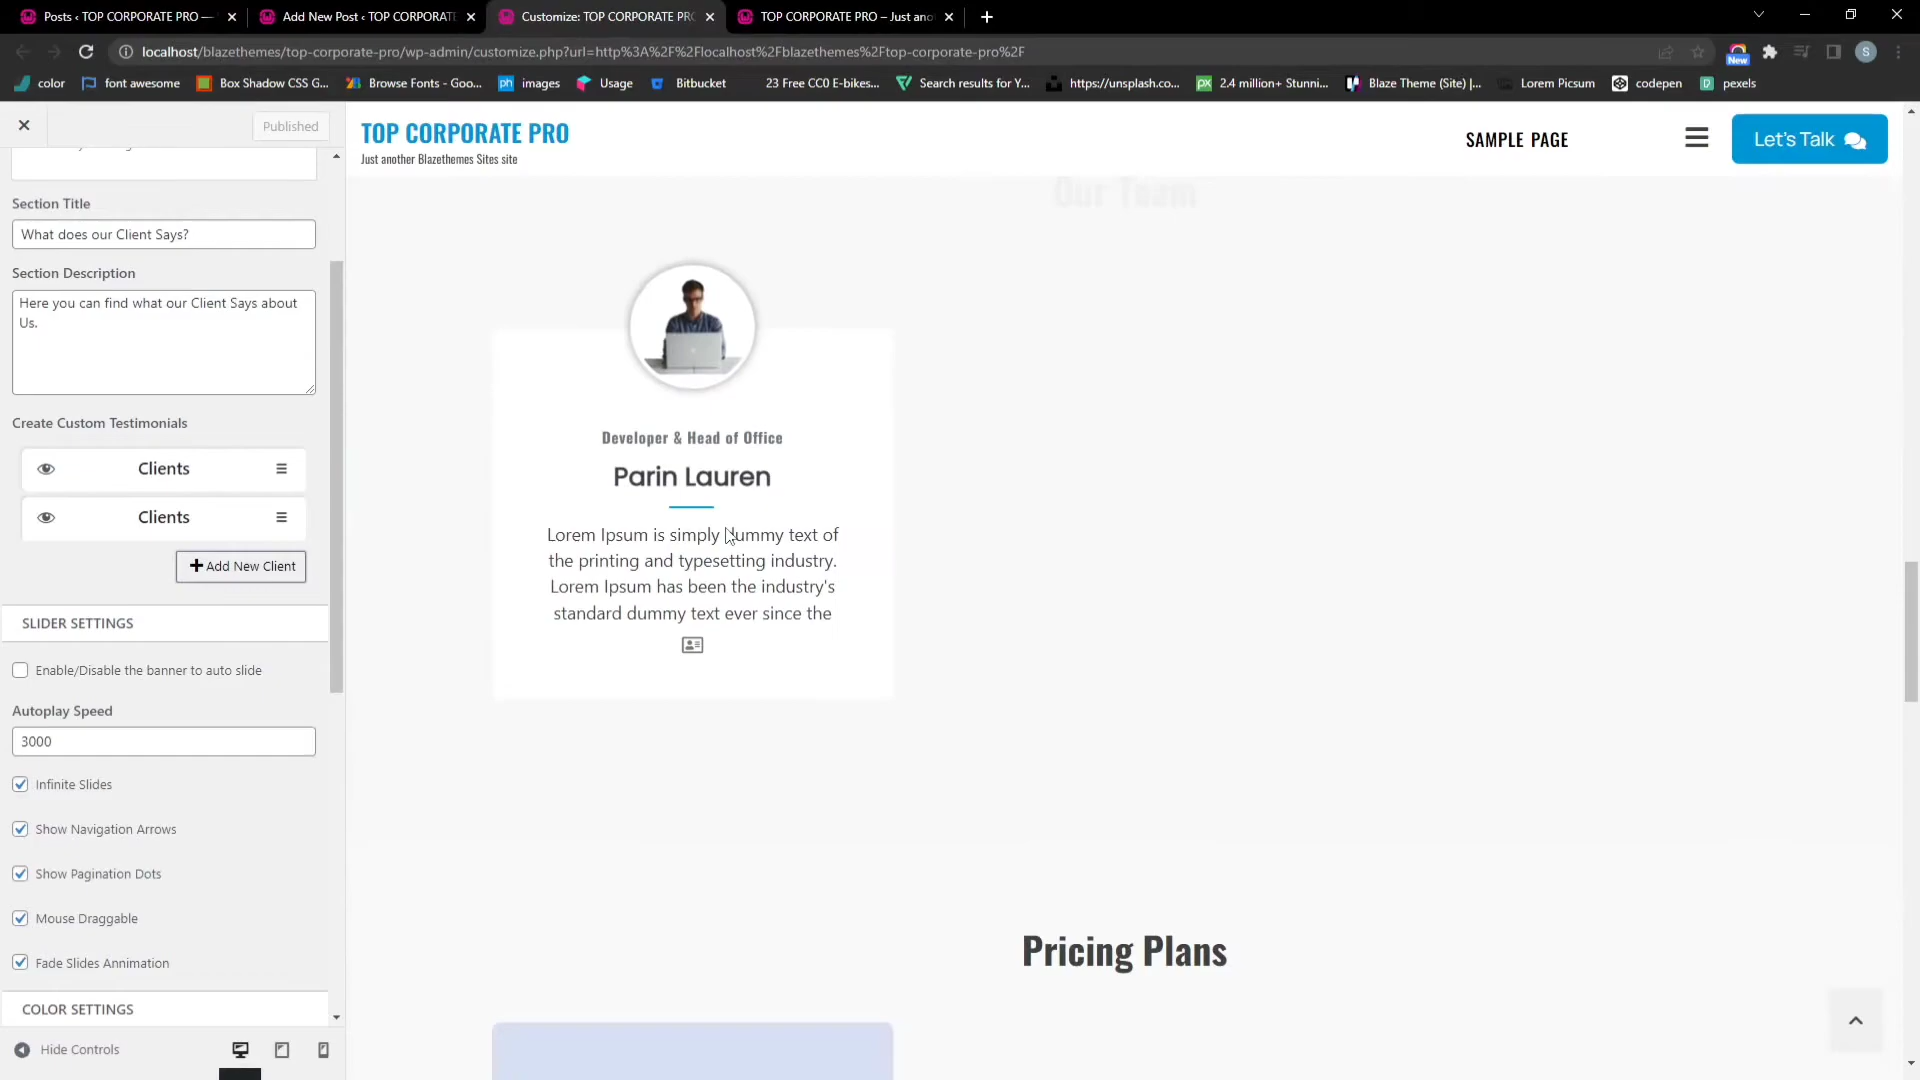 Posts ‹ TOP CORPORATE PRO —
Add New Post ‹ TOP CORPORATE
Customize: TOP CORPORATE PRO
TOP CORPORATE PRO – Just ano
localhost/blazethemes/top-corporate-pro/wp-admin/customize.php?url=http%3A%2F%2Flocalhost%2Fblazethemes%2Ftop-corporate-pro%2F
New
S
color
font awesome
Box Shadow CSS G...
Browse Fonts - Goo...
ph images
Usage
Bitbucket
23 Free CC0 E-bikes...
Search results for Y...
https://unsplash.co...
px 2.4 million+ Stunni...
Blaze Theme (Site) |...
Lorem Picsum
codepen
pexels
Published
TOP CORPORATE PRO
Just another Blazethemes Sites site
SAMPLE PAGE
Let's Talk
Our Team
Section Title
What does our Client Says?
Section Description
Here you can find what our Client Says about
Us.
Create Custom Testimonials
Clients
Clients
Add New Client
SLIDER SETTINGS
Enable/Disable the banner to auto slide
Autoplay Speed
3000
Infinite Slides
Show Navigation Arrows
Show Pagination Dots
Mouse Draggable
Fade Slides Annimation
COLOR SETTINGS
Hide Controls
Developer & Head of Office
Parin Lauren
Lorem Ipsum is simply dummy text of
the printing and typesetting industry.
Lorem Ipsum has been the industry's
standard dummy text ever since the
Pricing Plans